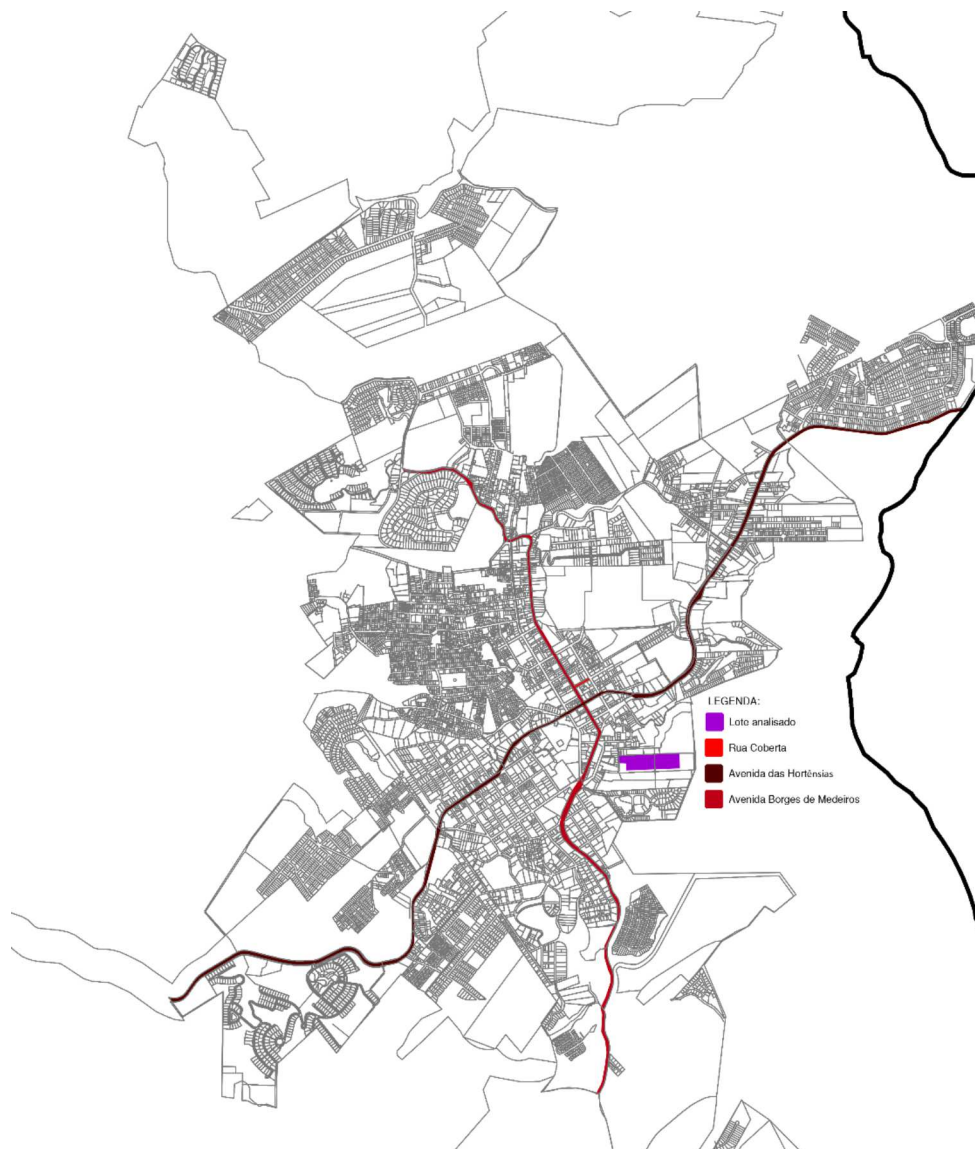 LEGENDA:
Loto analisado
Rua Coberta
Avenida das Hortênsias
Avenida Borges de Medeiros